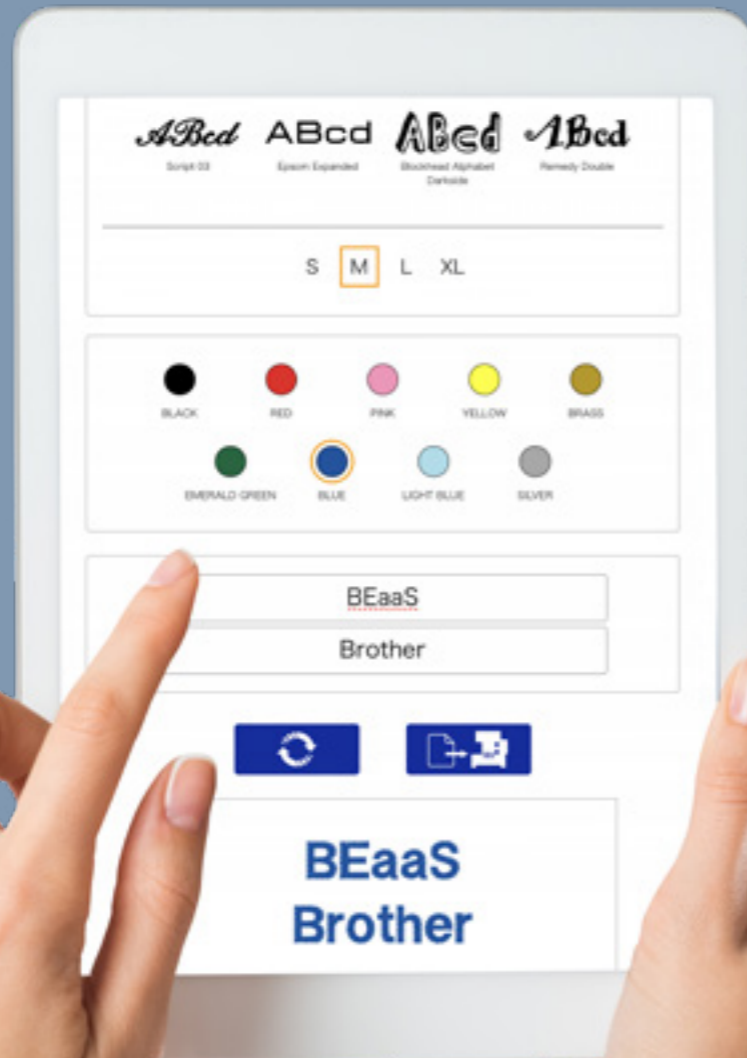 ABcd ABcd ABcd ABcd
Script 03 Epsom Expanded Blockhead Alphabet Darkside Remedy Double
S M L XL
BLACK RED PINK YELLOW BRASS
EMERALD GREEN BLUE LIGHT BLUE SILVER
BEaaS
Brother
BEaaS
Brother